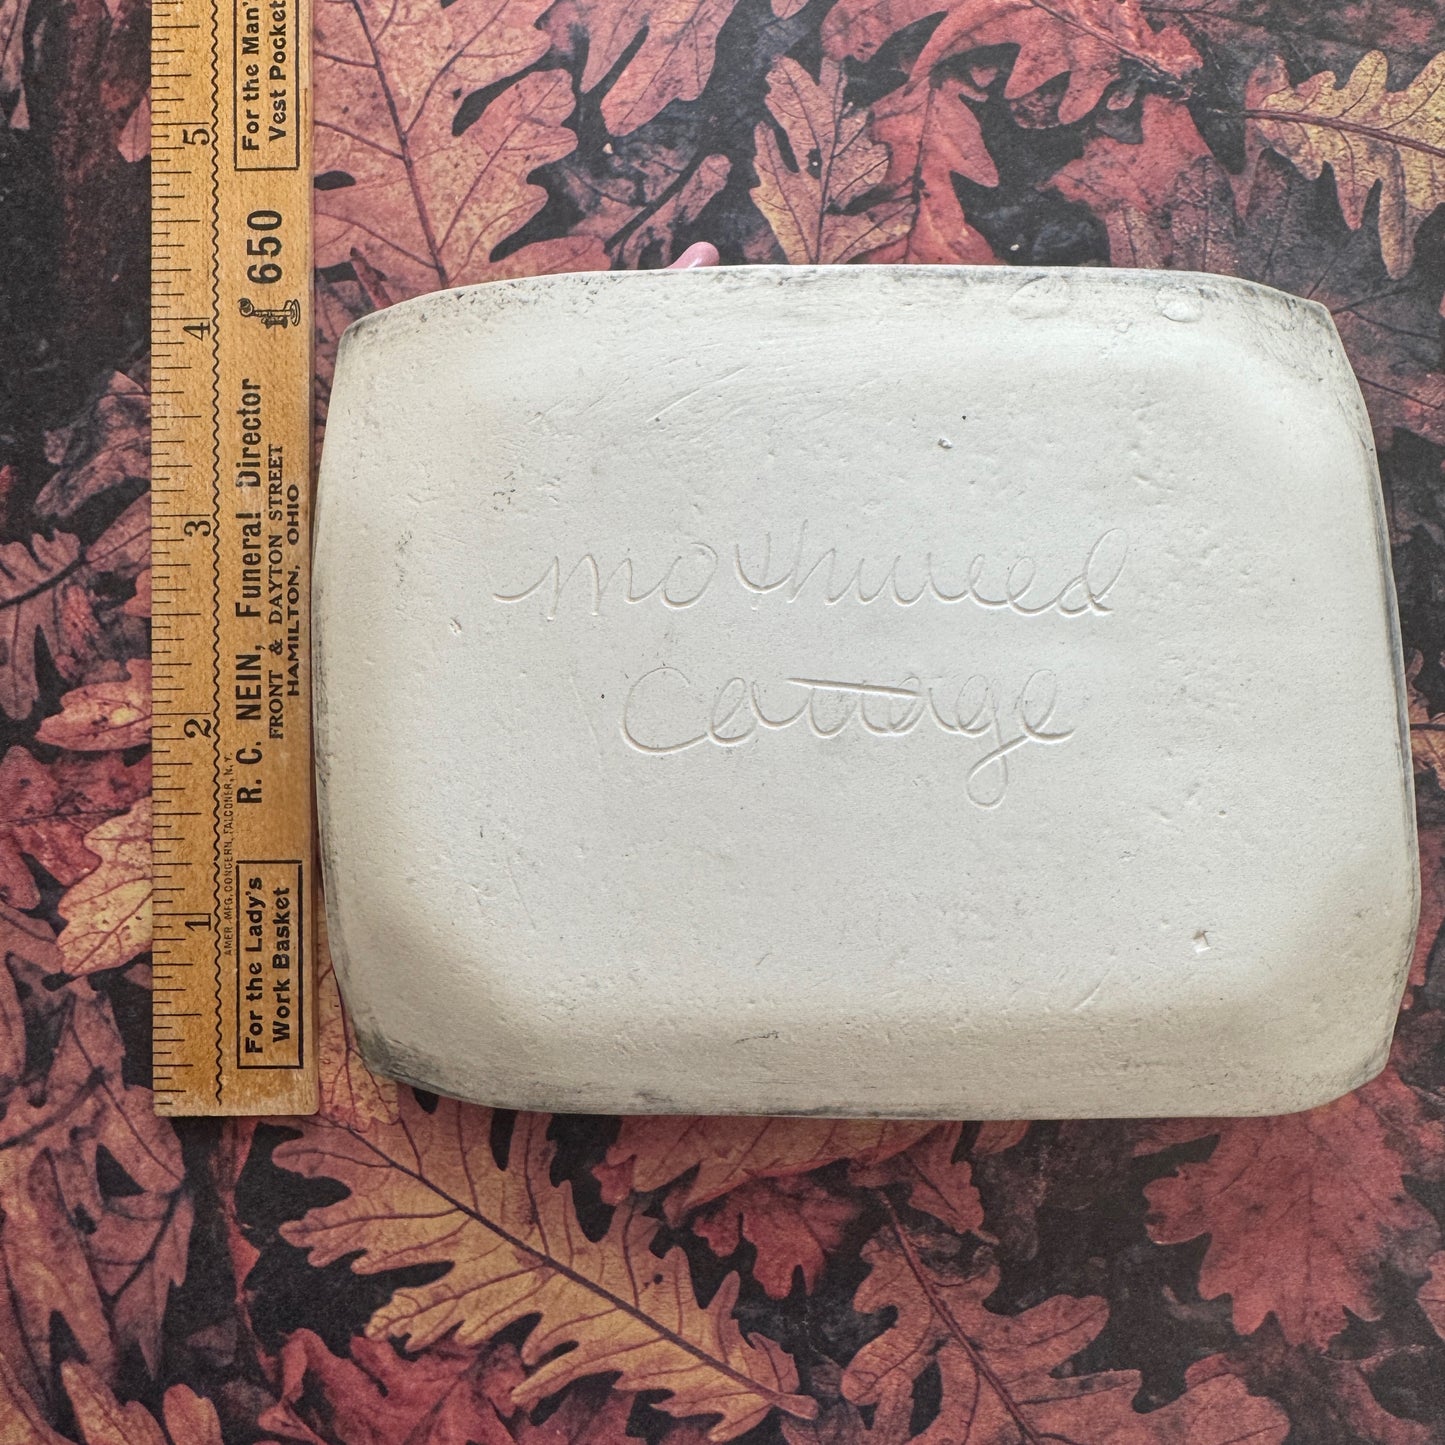 mothweed
cottage
For the Man's
Vest Pocket
650
R. C. NEIN, Funeral Director
FRONT & DAYTON STREET
HAMILTON, OHIO
AMER. MFG. CONCERN, FALCONER, N.Y.
For the Lady's
Work Basket
5
4
3
2
1